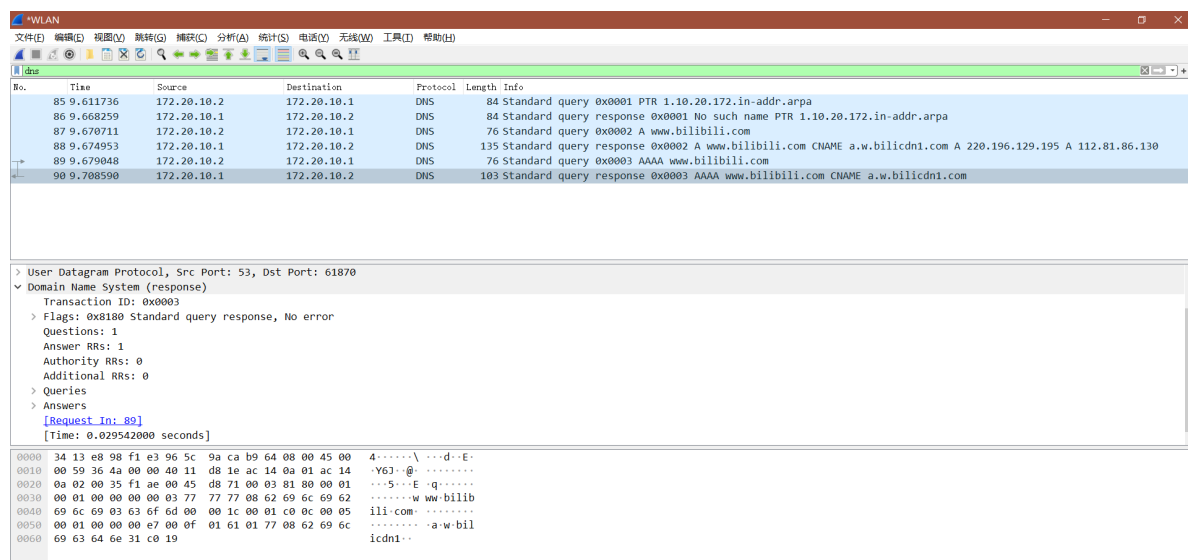 *WLAN
文件(F) 编辑(E) 视图(V) 跳转(G) 捕获(C) 分析(A) 统计(S) 电话(Y) 无线(W) 工具(T) 帮助(H)
dns
No. Time Source Destination Protocol Length Info
85 9.611736 172.20.10.2 172.20.10.1 DNS 84 Standard query 0x0001 PTR 1.10.20.172.in-addr.arpa
86 9.668259 172.20.10.1 172.20.10.2 DNS 84 Standard query response 0x0001 No such name PTR 1.10.20.172.in-addr.arpa
87 9.670711 172.20.10.2 172.20.10.1 DNS 76 Standard query 0x0002 A www.bilibili.com
88 9.674953 172.20.10.1 172.20.10.2 DNS 135 Standard query response 0x0002 A www.bilibili.com CNAME a.w.bilicdn1.com A 220.196.129.195 A 112.81.86.130
89 9.679048 172.20.10.2 172.20.10.1 DNS 76 Standard query 0x0003 AAAA www.bilibili.com
90 9.708590 172.20.10.1 172.20.10.2 DNS 103 Standard query response 0x0003 AAAA www.bilibili.com CNAME a.w.bilicdn1.com
> User Datagram Protocol, Src Port: 53, Dst Port: 61870
Domain Name System (response)
Transaction ID: 0x0003
> Flags: 0x8180 Standard query response, No error
Questions: 1
Answer RRs: 1
Authority RRs: 0
Additional RRs: 0
> Queries
> Answers
[Request In: 89]
[Time: 0.029542000 seconds]
0000 34 13 e8 98 f1 e3 96 5c 9a ca b9 64 08 00 45 00 4······\ ···d··E·
0010 00 59 36 4a 00 00 40 11 d8 1e ac 14 0a 01 ac 14 ·Y6J··@· ········
0020 0a 02 00 35 f1 ae 00 45 d8 71 00 03 81 80 00 01 ···5···E ·q······
0030 00 01 00 00 00 00 03 77 77 77 08 62 69 6c 69 62 ·······w ww·bilib
0040 69 6c 69 03 63 6f 6d 00 00 1c 00 01 c0 0c 00 05 ili·com· ········
0050 00 01 00 00 00 e7 00 0f 01 61 01 77 08 62 69 6c ········ ·a·w·bil
0060 69 63 64 6e 31 c0 19 icdn1··